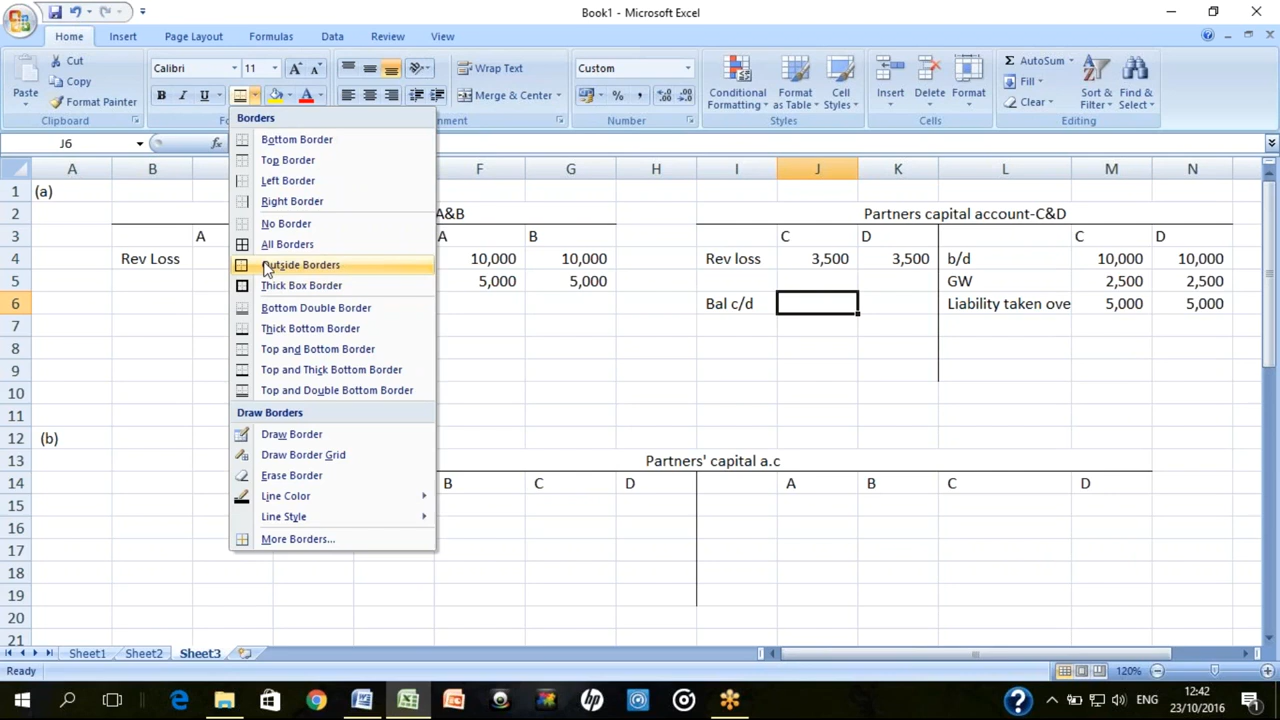 Book1 - Microsoft Excel
Home Insert Page Layout Formulas Data Review View
Cut
Copy
Format Painter
Paste
Clipboard
Calibri 11
B I U
Wrap Text
Merge & Center
Custom
Number
Conditional Formatting
Format as Table
Cell Styles
Styles
Insert Delete Format
Cells
AutoSum
Fill
Clear
Sort & Filter
Find & Select
Editing
J6
fx
Borders
Bottom Border
Top Border
Left Border
Right Border
No Border
All Borders
Outside Borders
Thick Box Border
Bottom Double Border
Thick Bottom Border
Top and Bottom Border
Top and Thick Bottom Border
Top and Double Bottom Border
Draw Borders
Draw Border
Draw Border Grid
Erase Border
Line Color
Line Style
More Borders...
A B F G H I J K L M N
1 (a)
2 A&B Partners capital account-C&D
3 A A B C D C D
4 Rev Loss 10,000 10,000 Rev loss 3,500 3,500 b/d 10,000 10,000
5 5,000 5,000 GW 2,500 2,500
6 Bal c/d Liability taken ove 5,000 5,000
7
8
9
10
11
12 (b)
13 Partners' capital a.c
14 B C D A B C D
15
16
17
18
19
20
21
Sheet1 Sheet2 Sheet3
Ready
120%
ENG
12:42
23/10/2016